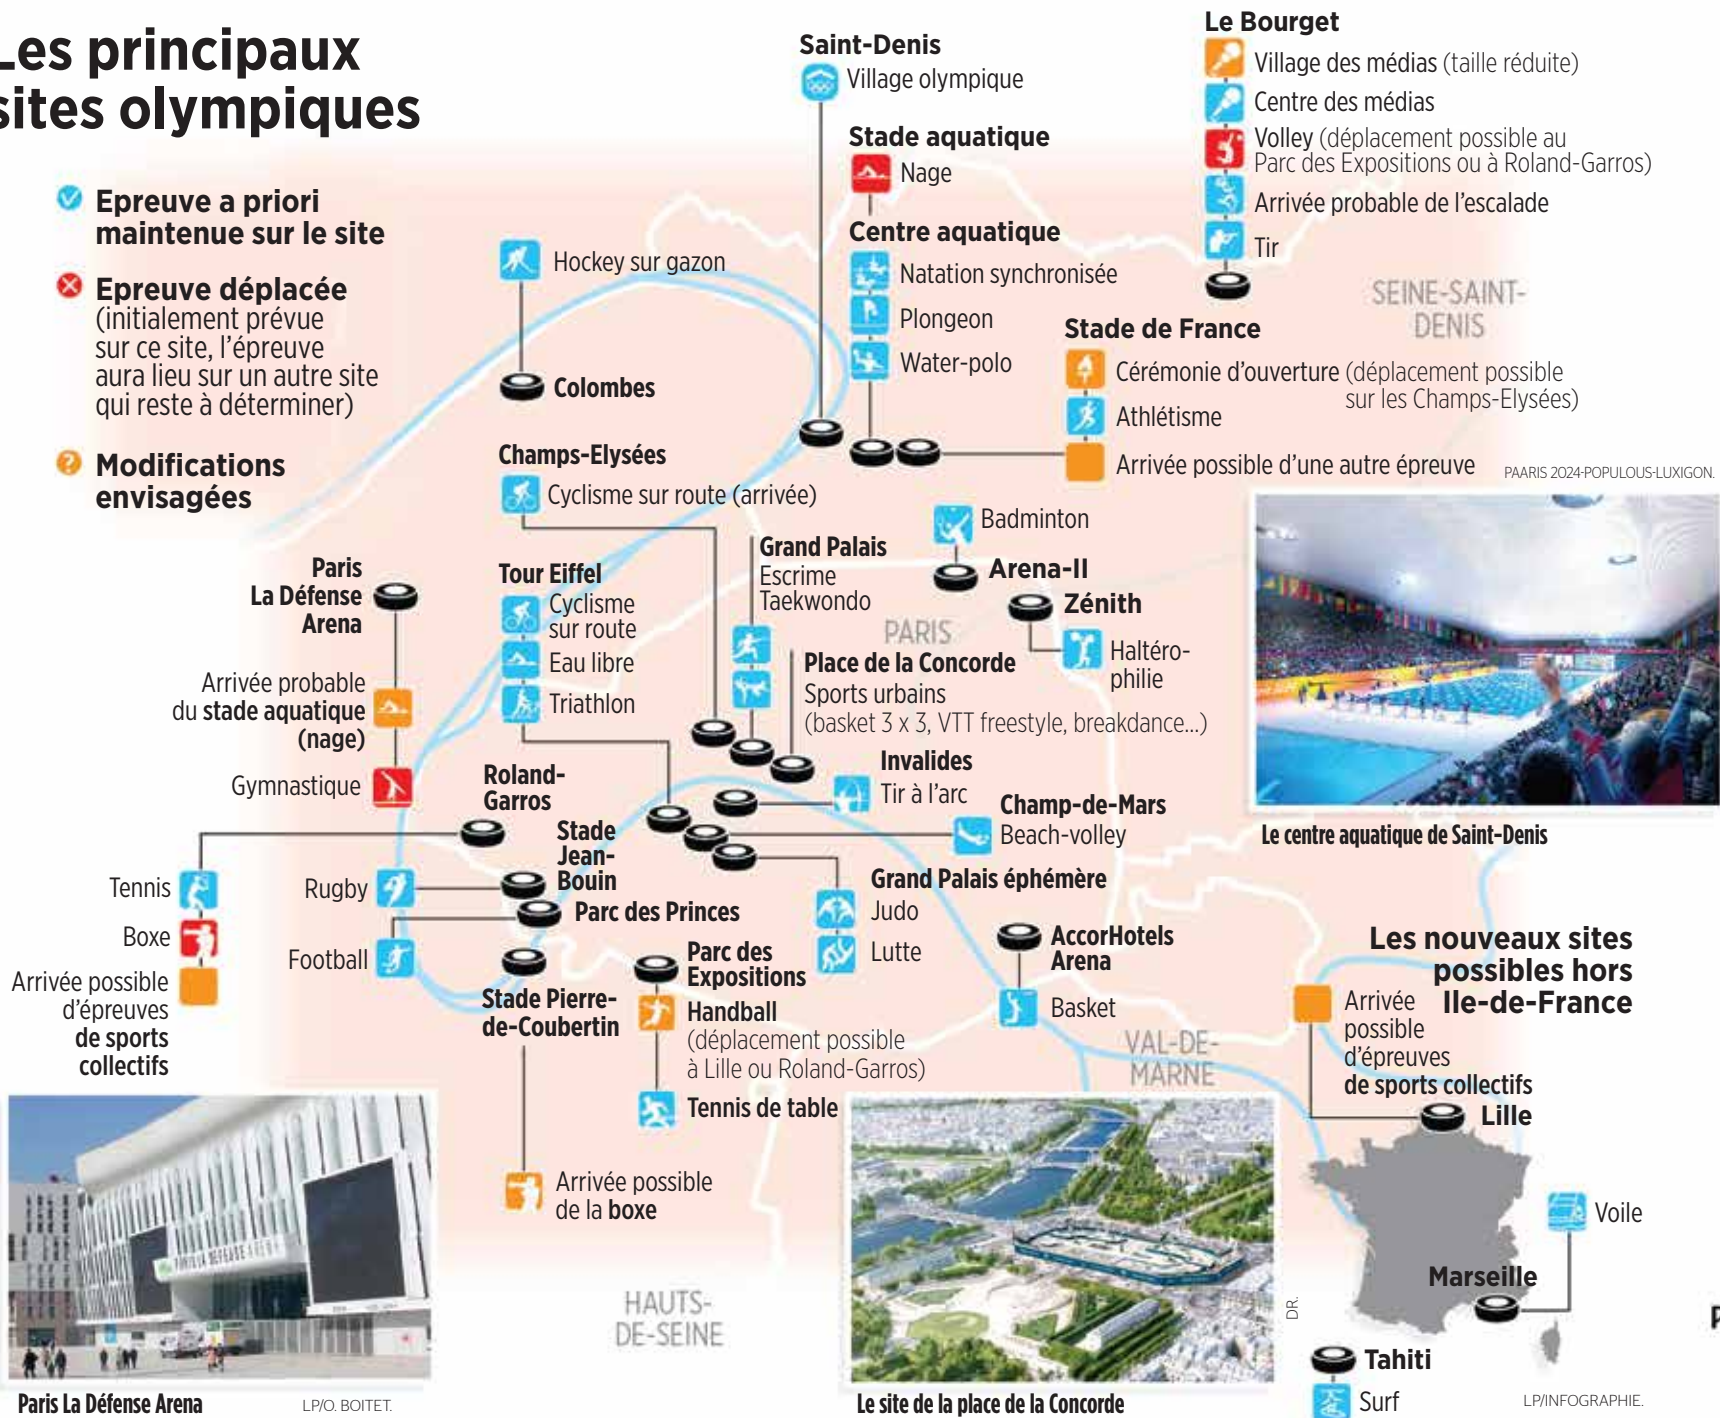 Les principaux
sites olympiques
Epreuve a priori
maintenue sur le site
Epreuve déplacée
(initialement prévue
sur ce site, l'épreuve
aura lieu sur un autre site
qui reste à déterminer)
Modifications
envisagées
Saint-Denis
Village olympique
Stade aquatique
Nage
Centre aquatique
Natation synchronisée
Plongeon
Water-polo
Le Bourget
Village des médias (taille réduite)
Centre des médias
Volley (déplacement possible au
Parc des Expositions ou à Roland-Garros)
Arrivée probable de l'escalade
Tir
SEINE-SAINT-
DENIS
Stade de France
Cérémonie d'ouverture (déplacement possible
sur les Champs-Elysées)
Athlétisme
Arrivée possible d'une autre épreuve
PAARIS 2024-POPULOUS-LUXIGON.
Hockey sur gazon
Colombes
Champs-Elysées
Cyclisme sur route (arrivée)
Paris
La Défense
Arena
Arrivée probable
du stade aquatique
(nage)
Gymnastique
Tour Eiffel
Cyclisme
sur route
Eau libre
Triathlon
Grand Palais
Escrime
Taekwondo
Badminton
Arena-II
Zénith
Haltéro-
philie
PARIS
Place de la Concorde
Sports urbains
(basket 3 x 3, VTT freestyle, breakdance...)
Invalides
Tir à l'arc
Champ-de-Mars
Beach-volley
Le centre aquatique de Saint-Denis
Roland-
Garros
Tennis
Boxe
Arrivée possible
d'épreuves
de sports
collectifs
Stade
Jean-
Bouin
Rugby
Parc des Princes
Football
Stade Pierre-
de-Coubertin
Arrivée possible
de la boxe
Grand Palais éphémère
Judo
Lutte
Parc des
Expositions
Handball
(déplacement possible
à Lille ou Roland-Garros)
Tennis de table
AccorHotels
Arena
Basket
VAL-DE-
MARNE
HAUTS-
DE-SEINE
Les nouveaux sites
possibles hors
Ile-de-France
Arrivée
possible
d'épreuves
de sports collectifs
Lille
Voile
Marseille
Tahiti
Surf
PARIS LA DÉFENSE ARENA
Paris La Défense Arena
LP/O. BOITET.
Le site de la place de la Concorde
DR.
LP/INFOGRAPHIE.